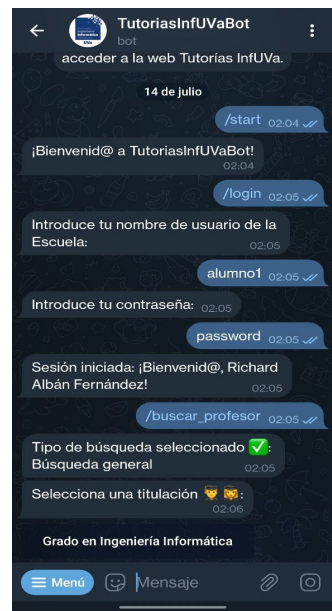 TutoriasInfUVaBot
bot
acceder a la web Tutorías InfUVa.
14 de julio
/start 02:04
¡Bienvenid@ a TutoriasInfUVaBot!
02:04
/login 02:05
Introduce tu nombre de usuario de la
Escuela: 02:05
alumno1 02:05
Introduce tu contraseña: 02:05
password 02:05
Sesión iniciada: ¡Bienvenid@, Richard
Albán Fernández! 02:05
/buscar_profesor 02:05
Tipo de búsqueda seleccionado ✅:
Búsqueda general 02:05
Selecciona una titulación 👨‍🎓 👩‍🎓:
02:06
Grado en Ingeniería Informática
Menú Mensaje